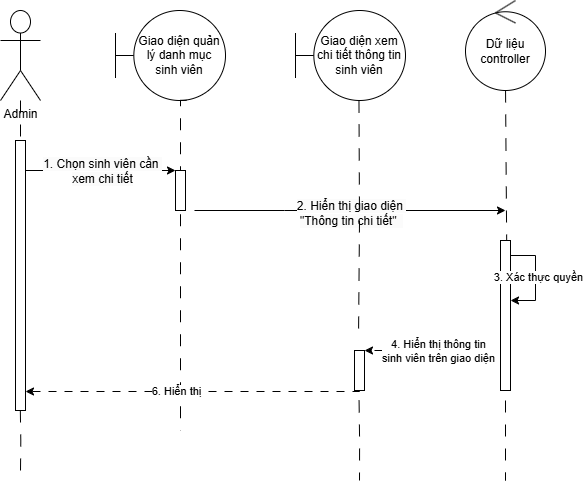 Giao diện quản
lý danh mục
sinh viên
Giao diện xem
chi tiết thông tin
sinh viên
Dữ liệu
controller
Admin
1. Chọn sinh viên cần
xem chi tiết
2. Hiển thị giao diện
"Thông tin chi tiết"
3. Xác thực quyền
4. Hiển thị thông tin
sinh viên trên giao diện
6. Hiển thị